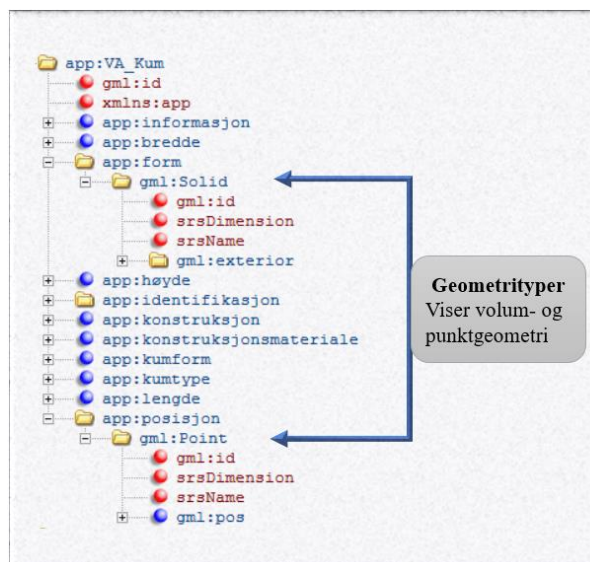 app:VA_Kum
gml:id
xmlns:app
app:informasjon
app:bredde
app:form
gml:Solid
gml:id
srsDimension
srsName
gml:exterior
app:høyde
app:identifikasjon
app:konstruksjon
app:konstruksjonsmateriale
app:kumform
app:kumtype
app:lengde
app:posisjon
gml:Point
gml:id
srsDimension
srsName
gml:pos
Geometrityper
Viser volum- og
punktgeometri